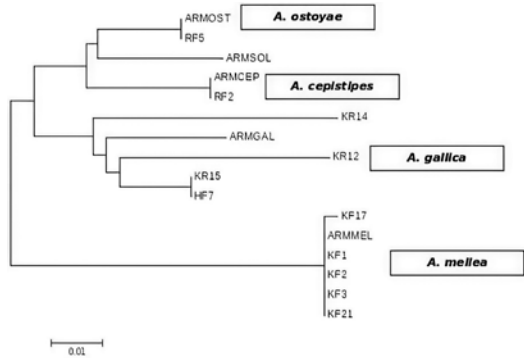 ARMOST
A. ostoyae
RF5
ARMSOL
ARMCEP
A. cepistipes
RF2
KR14
ARMGAL
KR12
A. gallica
KR15
HF7
KF17
ARMMEL
KF1
A. mellea
KF2
KF3
KF21
0.01